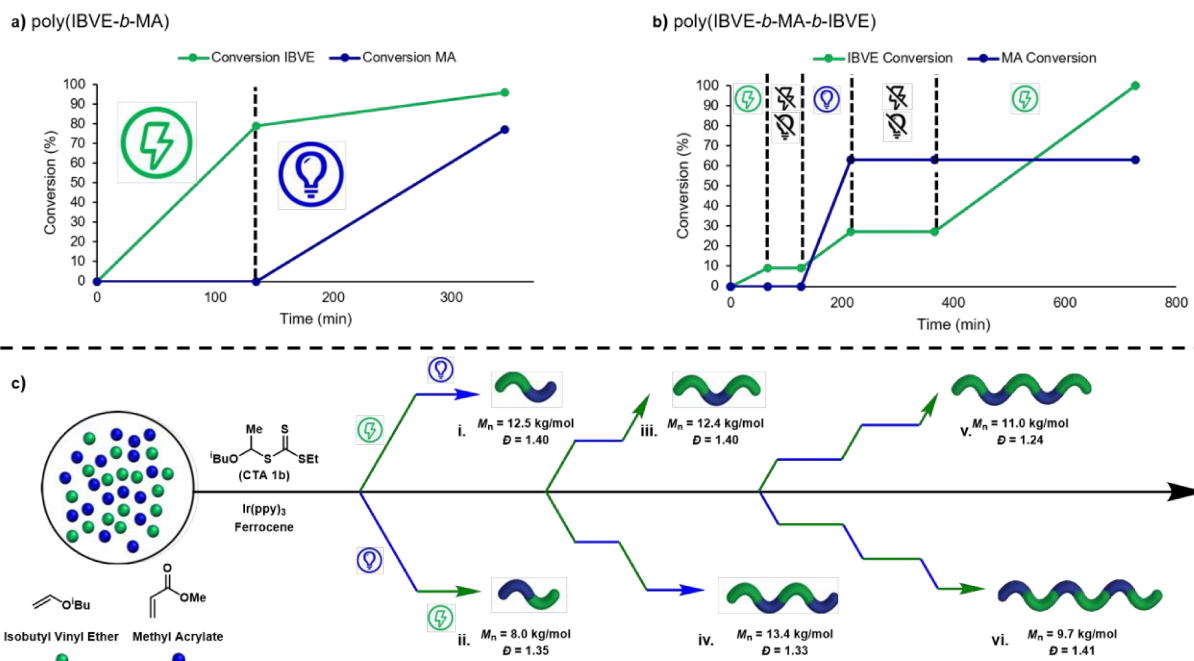 a) poly(IBVE-b-MA)
Conversion IBVE
Conversion MA
Conversion (%)
100
90
80
70
60
50
40
30
20
10
0
0
100
200
300
Time (min)
b) poly(IBVE-b-MA-b-IBVE)
IBVE Conversion
MA Conversion
Conversion (%)
100
90
80
70
60
50
40
30
20
10
0
0
200
400
600
800
Time (min)
c)
Me
S
ⁱBuO
S
SEt
(CTA 1b)
Ir(ppy)₃
Ferrocene
OⁱBu
Isobutyl Vinyl Ether
O
OMe
Methyl Acrylate
i.
Mn = 12.5 kg/mol
Đ = 1.40
ii.
Mn = 8.0 kg/mol
Đ = 1.35
iii.
Mn = 12.4 kg/mol
Đ = 1.40
iv.
Mn = 13.4 kg/mol
Đ = 1.33
v.
Mn = 11.0 kg/mol
Đ = 1.24
vi.
Mn = 9.7 kg/mol
Đ = 1.41